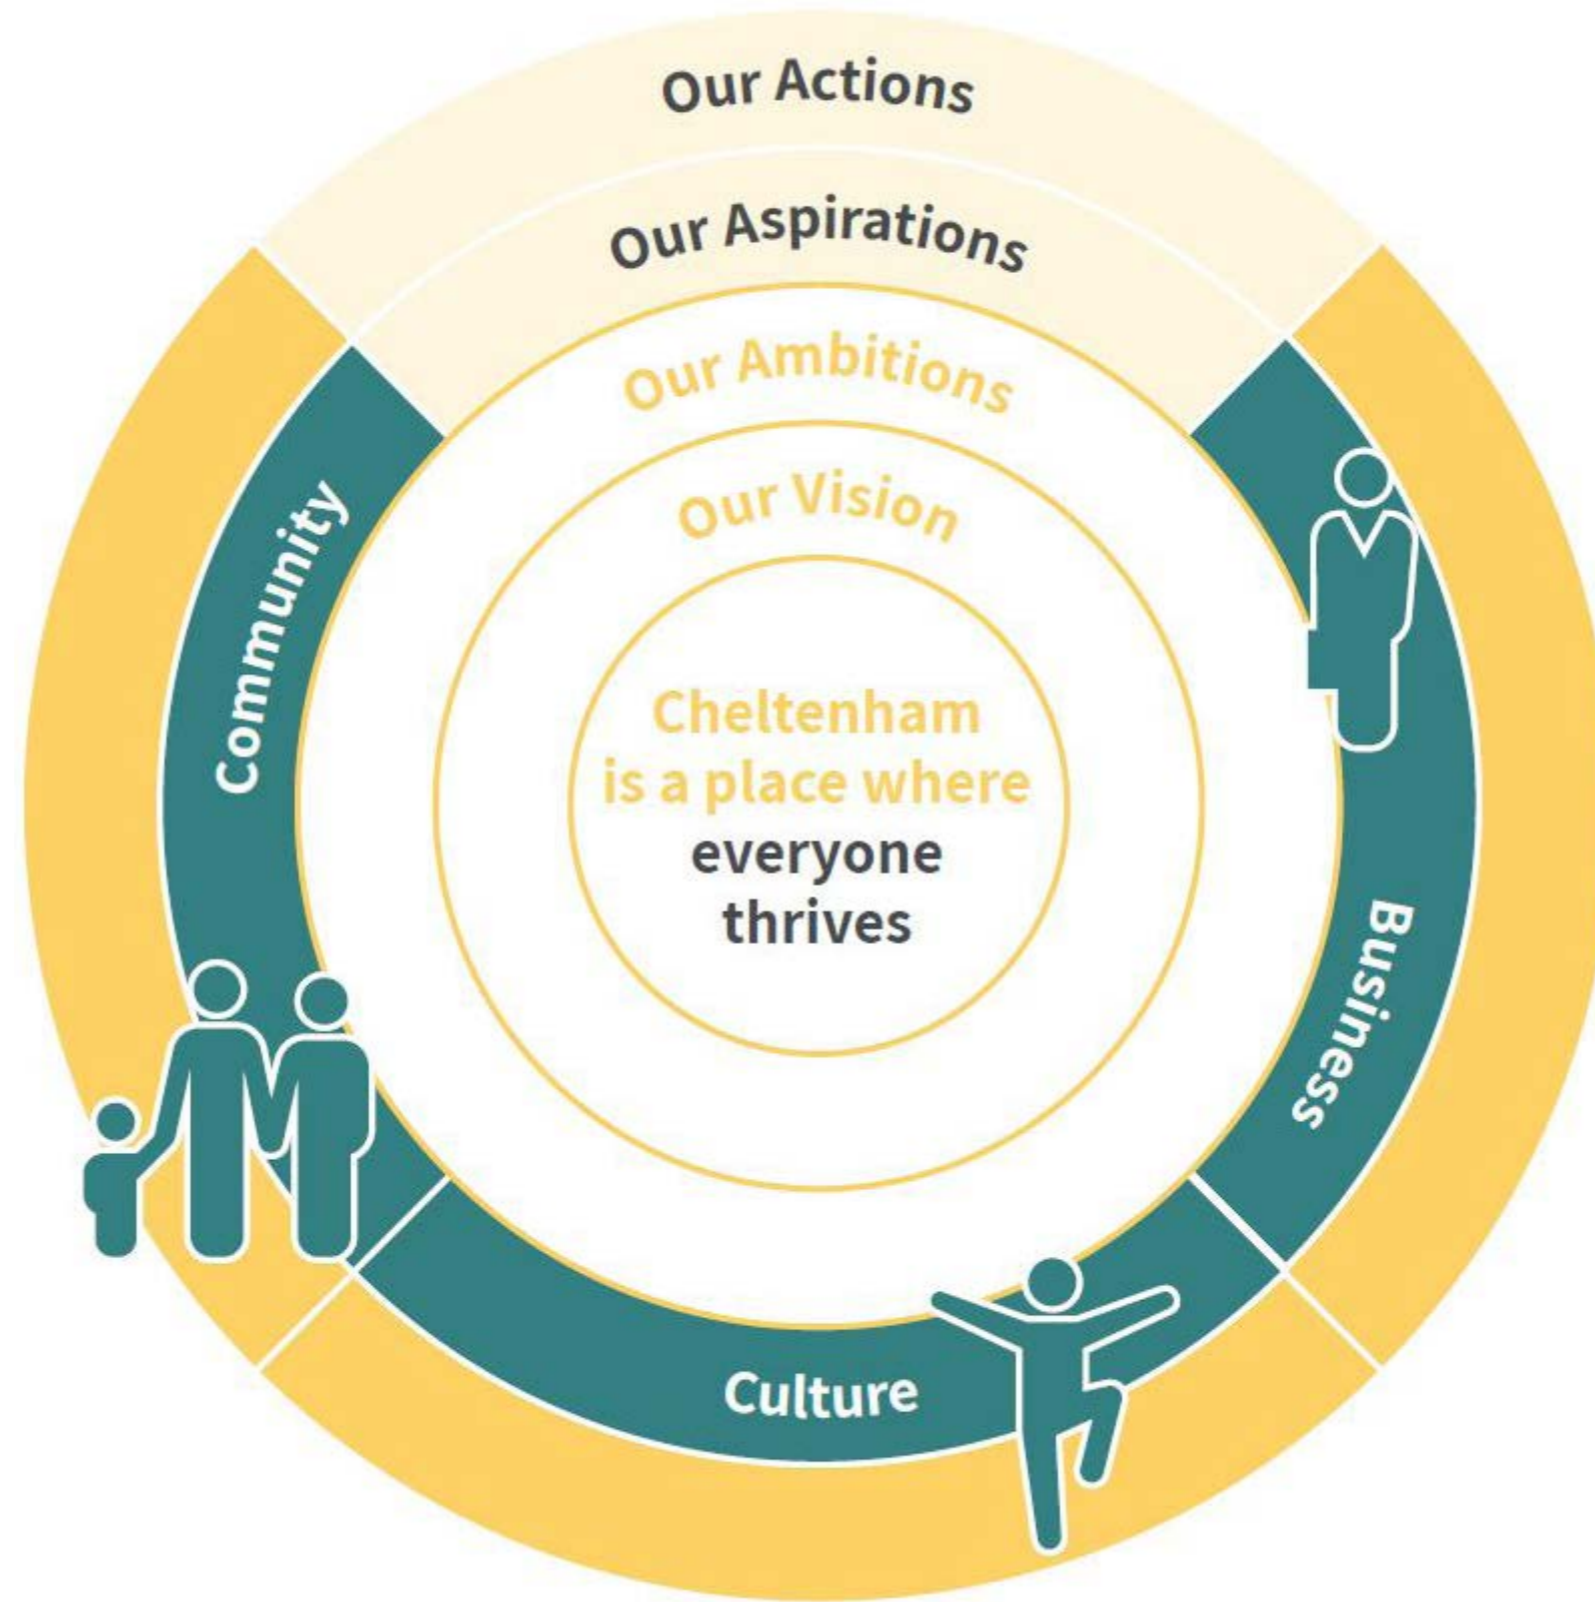 Our Actions
Our Aspirations
Our Ambitions
Our Vision
Cheltenham
is a place where
everyone
thrives
Community
Business
Culture